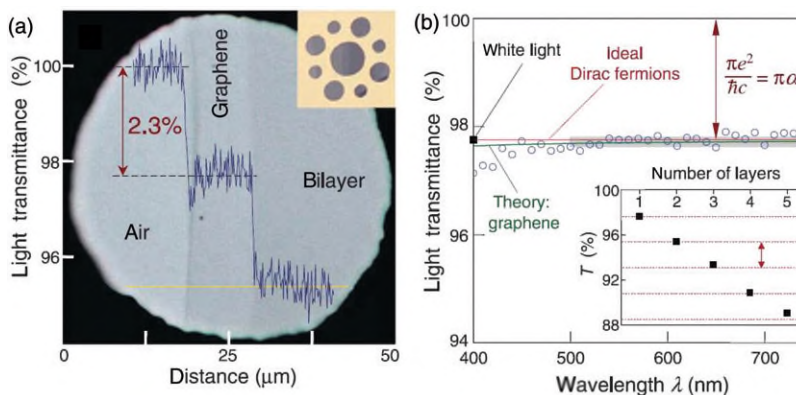 (a)
Light transmittance (%)
100
98
96
2.3%
Graphene
Air
Bilayer
0
25
50
Distance (μm)
(b)
Light transmittance (%)
100
98
96
94
White light
Ideal
Dirac fermions
πe²/ℏc = πα
Theory:
graphene
Number of layers
1 2 3 4 5
T (%)
100
96
92
88
400 500 600 700
Wavelength λ (nm)